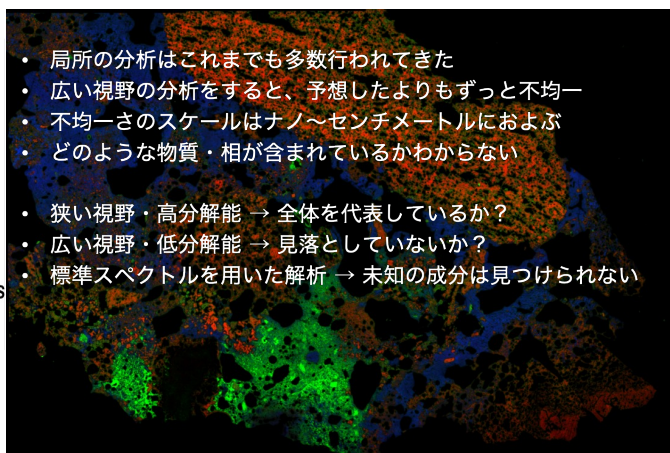 • 局所の分析はこれまでも多数行われてきた
• 広い視野の分析をすると、予想したよりもずっと不均一
• 不均一さのスケールはナノ〜センチメートルにおよぶ
• どのような物質・相が含まれているかわからない
• 狭い視野・高分解能 → 全体を代表しているか？
• 広い視野・低分解能 → 見落としていないか？
• 標準スペクトルを用いた解析 → 未知の成分は見つけられない
s